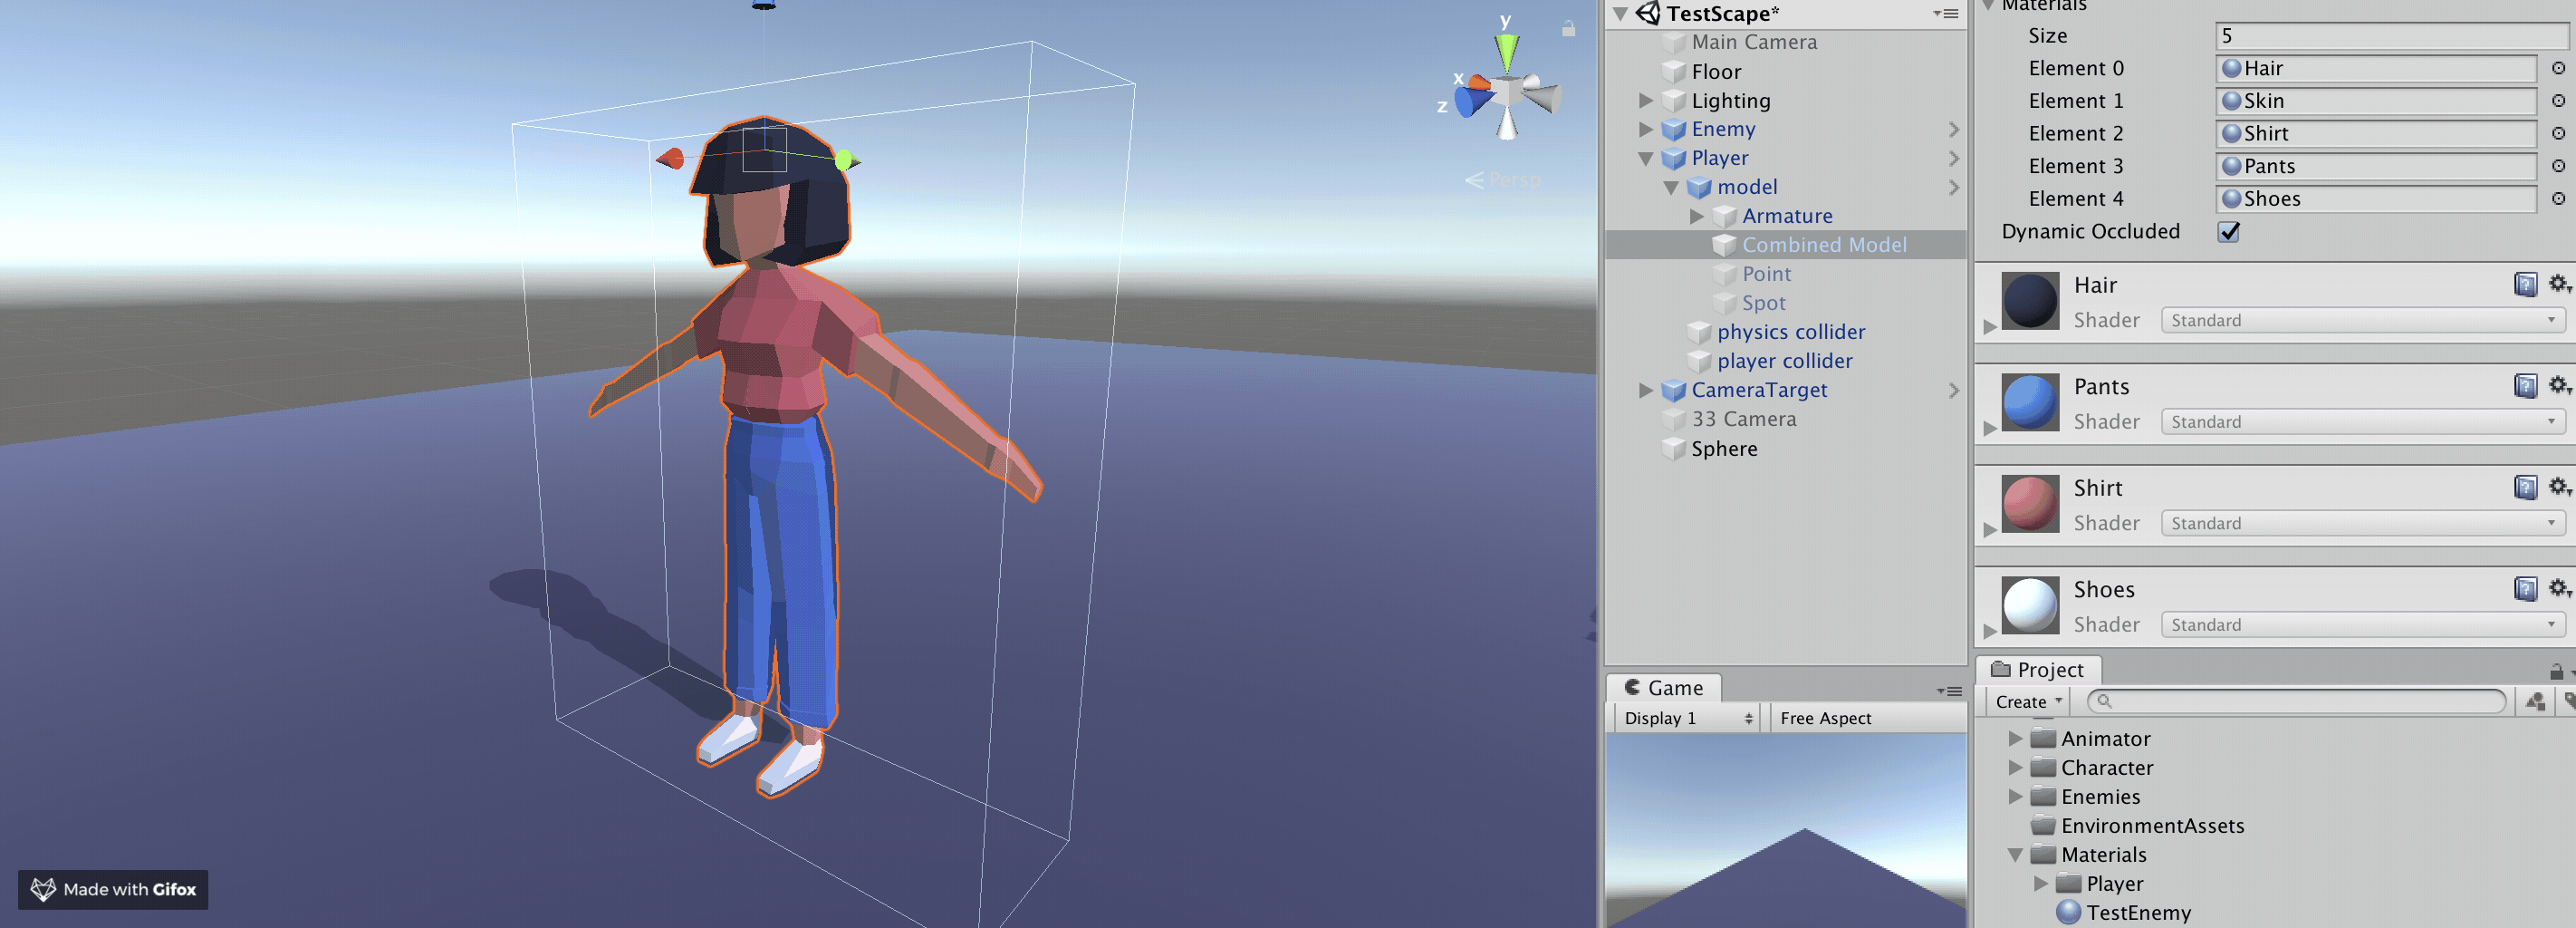 y
x
z
Persp
Made with Gifox
TestScape*
Main Camera
Floor
Lighting
Enemy
Player
model
Armature
Combined Model
Point
Spot
physics collider
player collider
CameraTarget
33 Camera
Sphere
Game
Display 1
Free Aspect
Materials
Size 5
Element 0 Hair
Element 1 Skin
Element 2 Shirt
Element 3 Pants
Element 4 Shoes
Dynamic Occluded
Hair
Shader Standard
Pants
Shader Standard
Shirt
Shader Standard
Shoes
Shader Standard
Project
Create
Animator
Character
Enemies
EnvironmentAssets
Materials
Player
TestEnemy